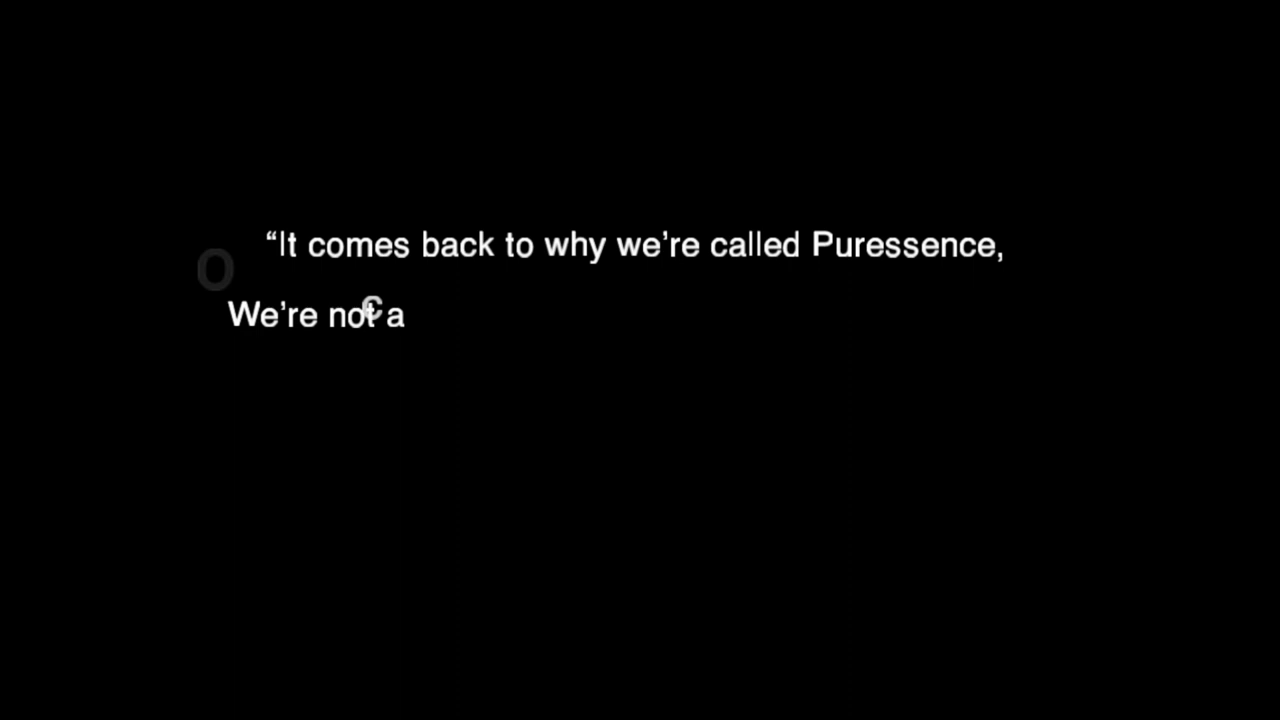 “It comes back to why we’re called Puressence,
We’re not a c o